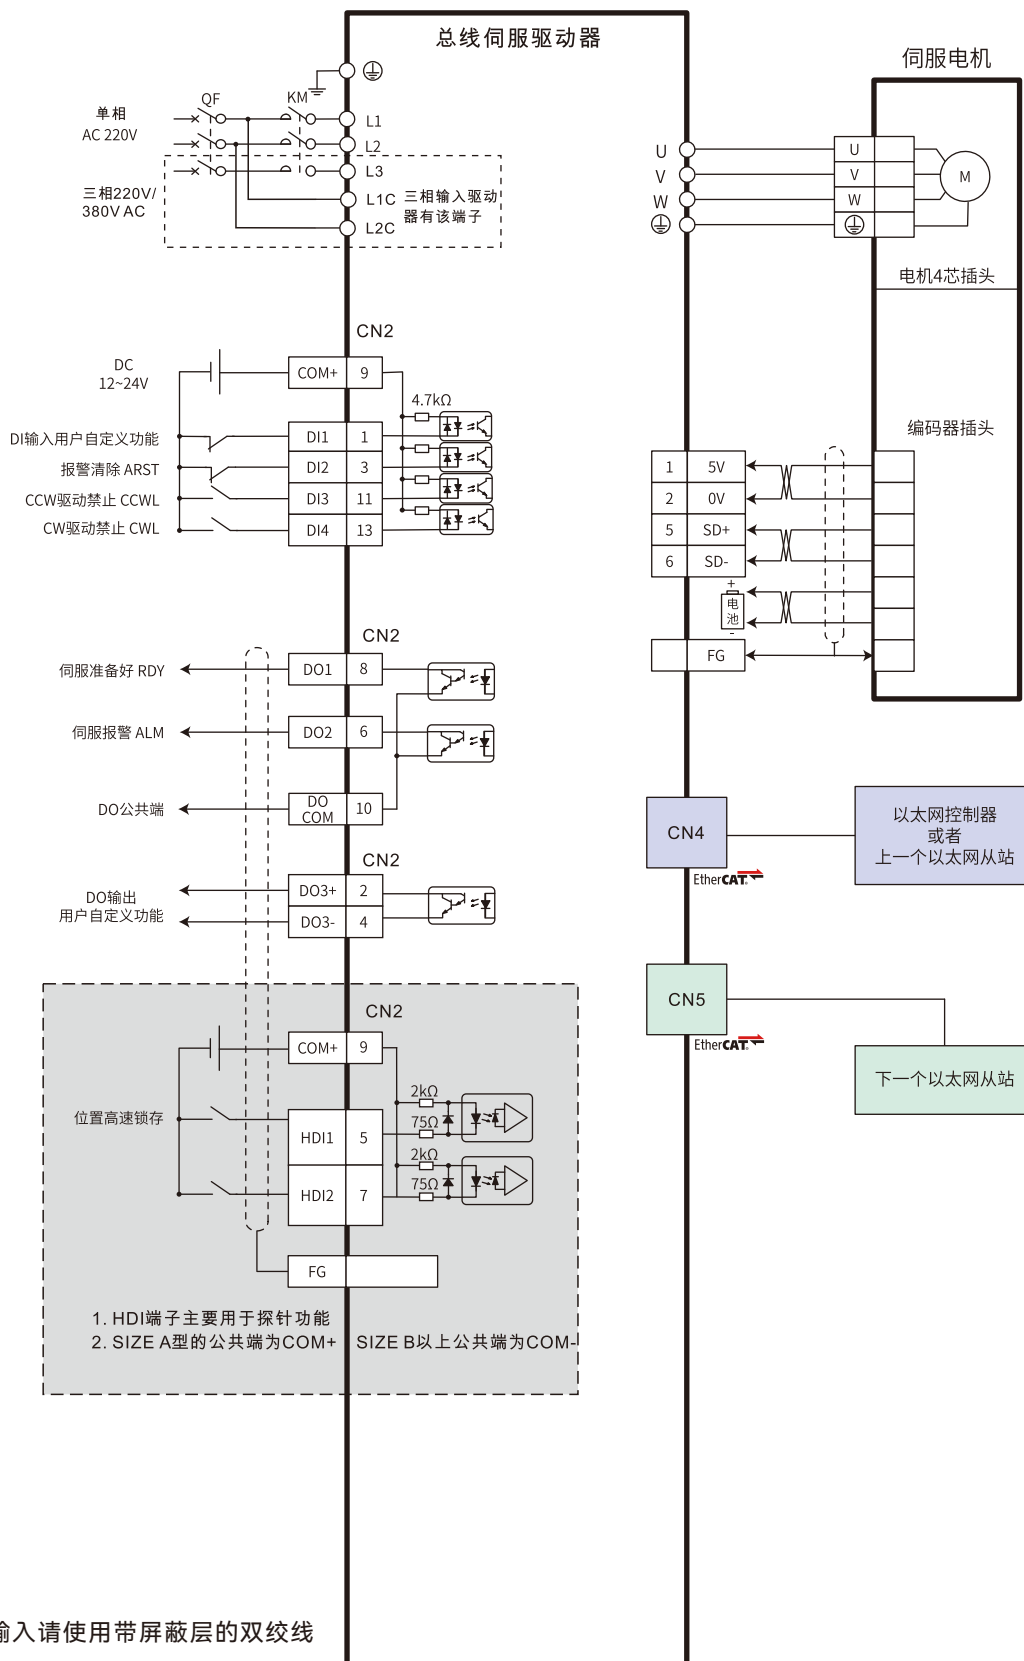 总线伺服驱动器
伺服电机
单相
AC 220V
QF
KM
L1
L2
L3
三相220V/
380V AC
L1C
L2C
三相输入驱动
器有该端子
U
V
W
U
V
W
M
电机4芯插头
CN2
DC
12~24V
COM+ 9
4.7kΩ
DI输入用户自定义功能
DI1 1
报警清除 ARST
DI2 3
CCW驱动禁止 CCWL
DI3 11
CW驱动禁止 CWL
DI4 13
编码器插头
1 5V
2 0V
5 SD+
6 SD-
+
电
池
-
FG
CN2
伺服准备好 RDY
DO1 8
伺服报警 ALM
DO2 6
DO公共端
DO
COM
10
CN2
DO输出
用户自定义功能
DO3+ 2
DO3- 4
CN4
EtherCAT
以太网控制器
或者
上一个以太网从站
CN5
EtherCAT
下一个以太网从站
CN2
COM+ 9
位置高速锁存
2kΩ
75Ω
HDI1 5
2kΩ
75Ω
HDI2 7
FG
1. HDI端子主要用于探针功能
2. SIZE A型的公共端为COM+ SIZE B以上公共端为COM-
入请使用带屏蔽层的双绞线